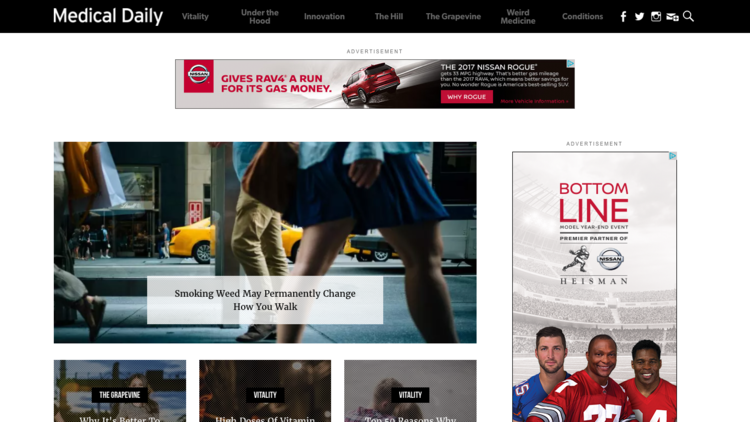 Medical Daily
Vitality
Under the
Hood
Innovation
The Hill
The Grapevine
Weird
Medicine
Conditions
ADVERTISEMENT
NISSAN
GIVES RAV4 A RUN
FOR ITS GAS MONEY.
THE 2017 NISSAN ROGUE
gets 33 MPG highway. That's better gas mileage
than the 2017 RAV4, which means better savings for
you. No wonder Rogue is America's best-selling SUV.
WHY ROGUE
More vehicle information
ADVERTISEMENT
BOTTOM
LINE
MODEL YEAR-END EVENT
PREMIER PARTNER OF
NISSAN
HEISMAN
Smoking Weed May Permanently Change
How You Walk
THE GRAPEVINE
Why It's Better To
VITALITY
High Doses Of Vitamin
VITALITY
Top 50 Reasons Why